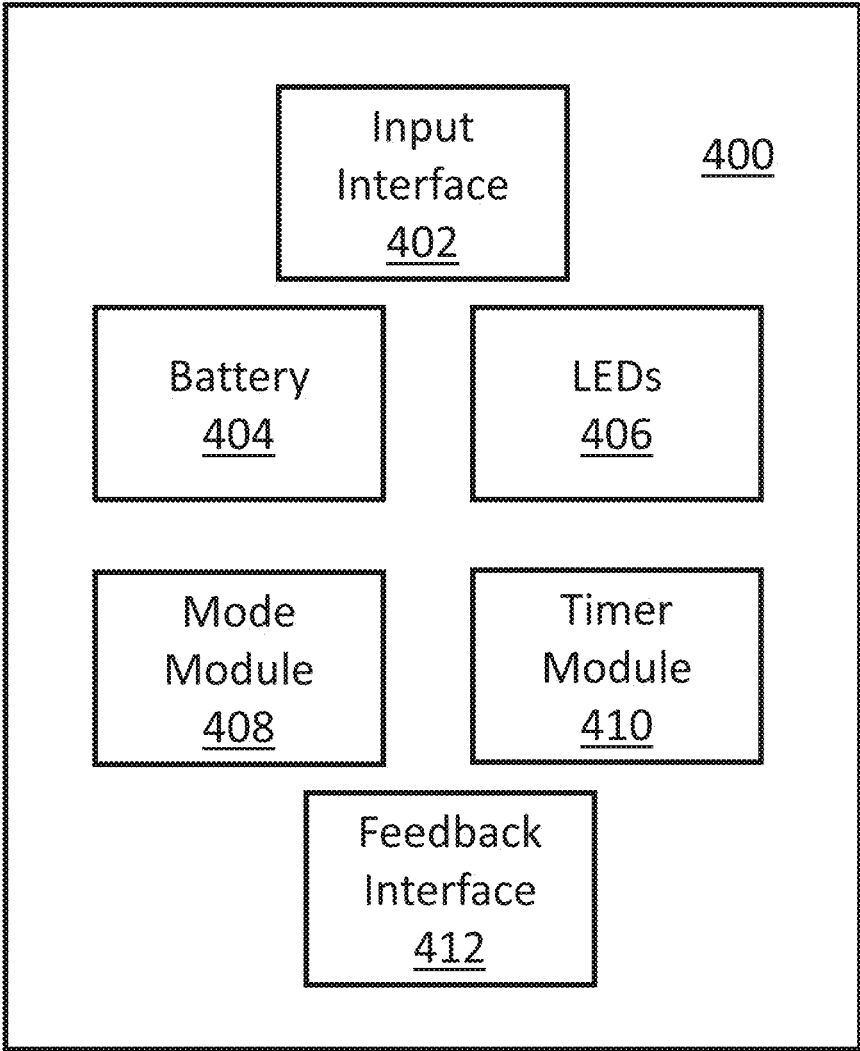 Input
Interface
402
400
Battery
404
LEDs
406
Mode
Module
408
Timer
Module
410
Feedback
Interface
412